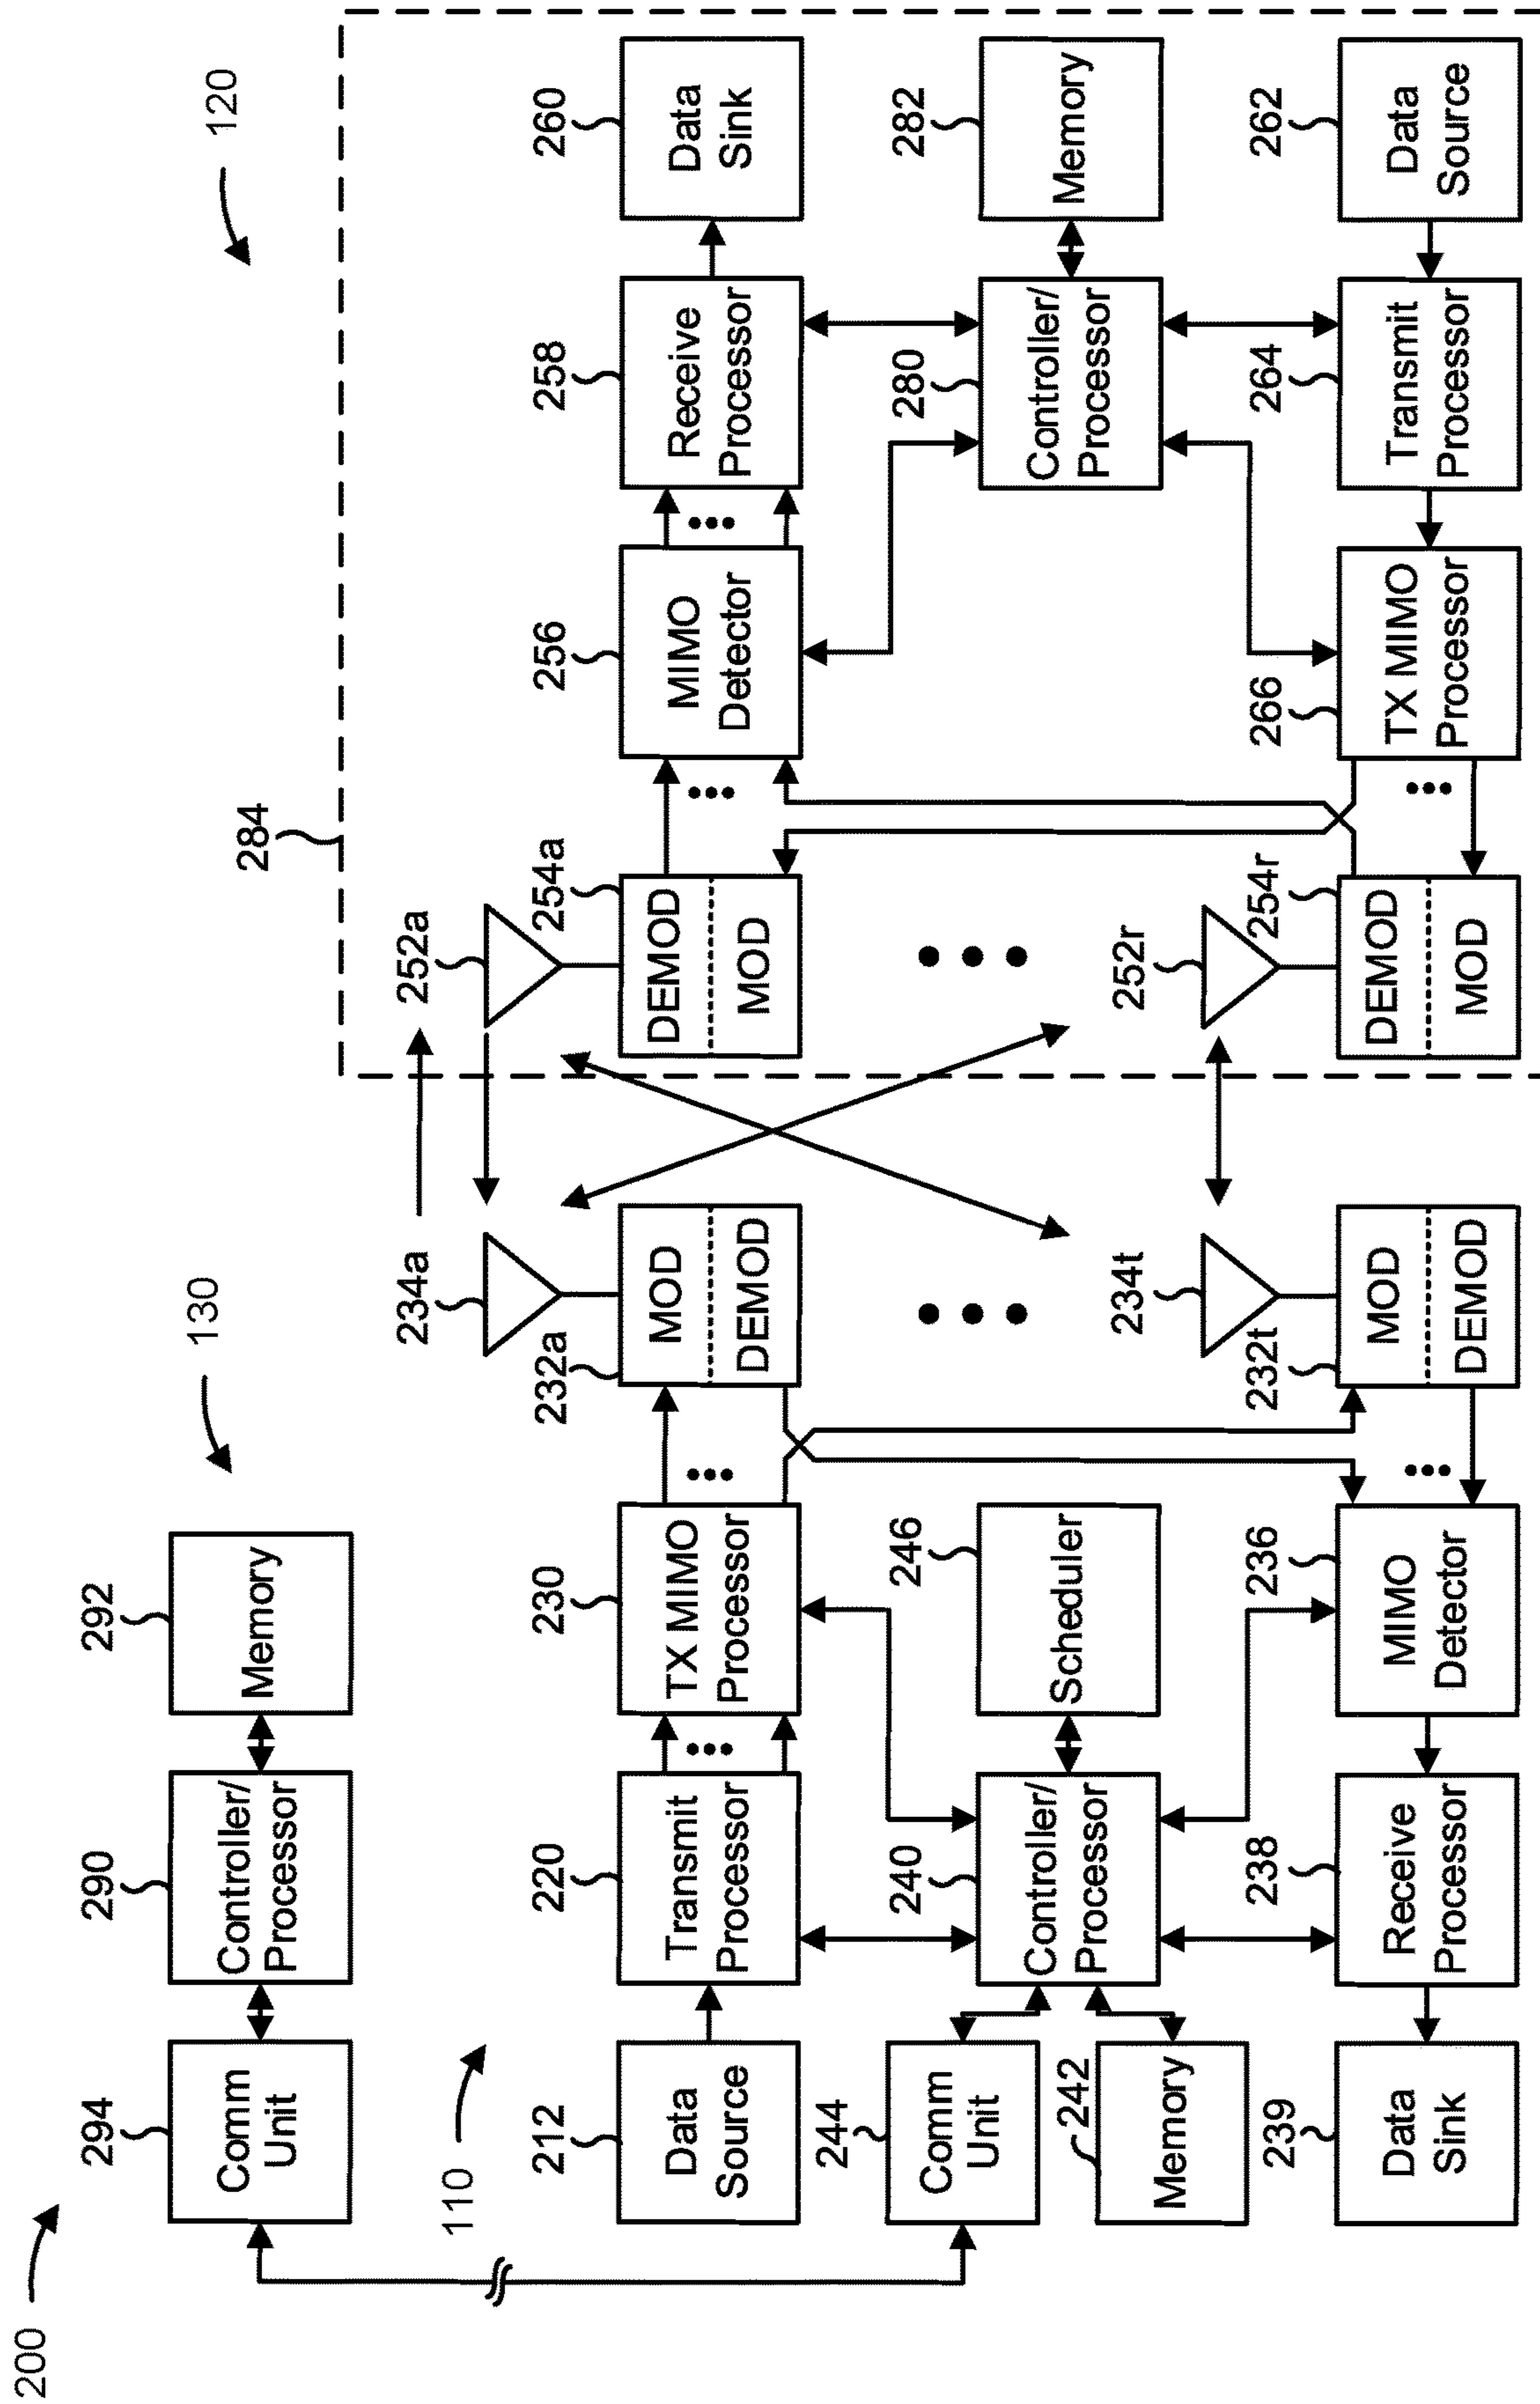 200
294
Comm
Unit
290
Controller/
Processor
292
Memory
130
110
120
284
212
Data
Source
220
Transmit
Processor
230
TX MIMO
Processor
232a
MOD
DEMOD
234a
252a
254a
DEMOD
MOD
256
MIMO
Detector
258
Receive
Processor
260
Data
Sink
244
Comm
Unit
242
Memory
240
Controller/
Processor
246
Scheduler
280
Controller/
Processor
282
Memory
239
Data
Sink
238
Receive
Processor
236
MIMO
Detector
232t
MOD
DEMOD
234t
252r
254r
DEMOD
MOD
266
TX MIMO
Processor
264
Transmit
Processor
262
Data
Source